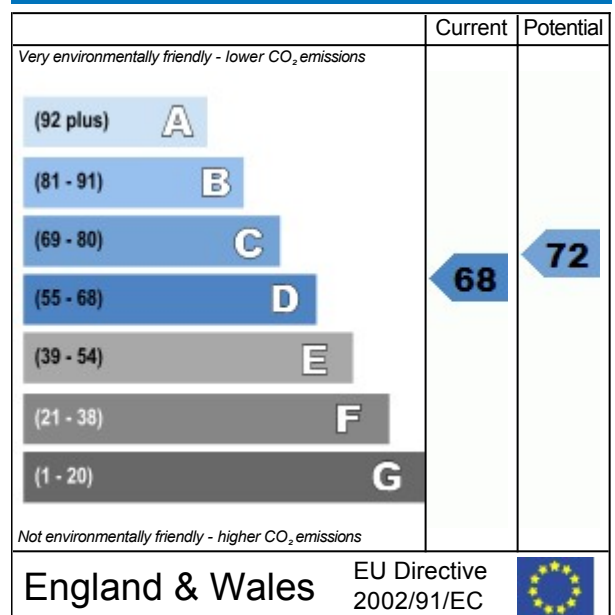 Current Potential
Very environmentally friendly - lower CO₂ emissions
(92 plus) A
(81 - 91) B
(69 - 80) C
(55 - 68) D
(39 - 54) E
(21 - 38) F
(1 - 20) G
68
72
Not environmentally friendly - higher CO₂ emissions
England & Wales
EU Directive
2002/91/EC